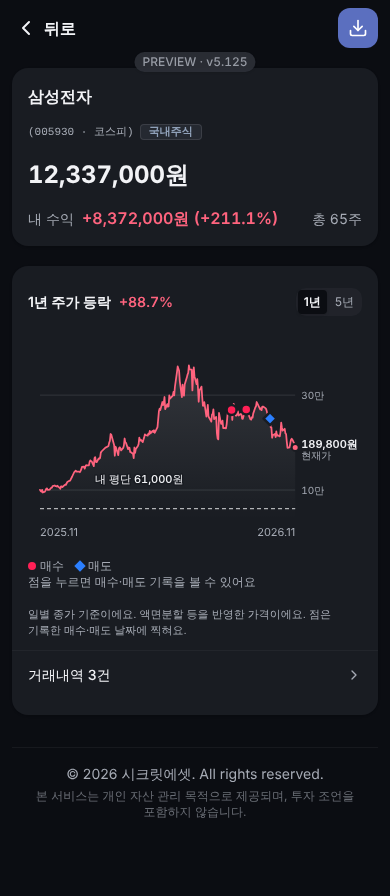 뒤로
PREVIEW · v5.125
삼성전자
(005930 · 코스피) 국내주식
12,337,000원
내 수익 +8,372,000원 (+211.1%) 총 65주
1년 주가 등락 +88.7% 1년 5년
30만
189,800원
현재가
내 평단 61,000원
10만
2025.11 2026.11
매수 매도
점을 누르면 매수·매도 기록을 볼 수 있어요
일별 종가 기준이에요. 액면분할 등을 반영한 가격이에요. 점은
기록한 매수·매도 날짜에 찍혀요.
거래내역 3건
© 2026 시크릿에셋. All rights reserved.
본 서비스는 개인 자산 관리 목적으로 제공되며, 투자 조언을
포함하지 않습니다.